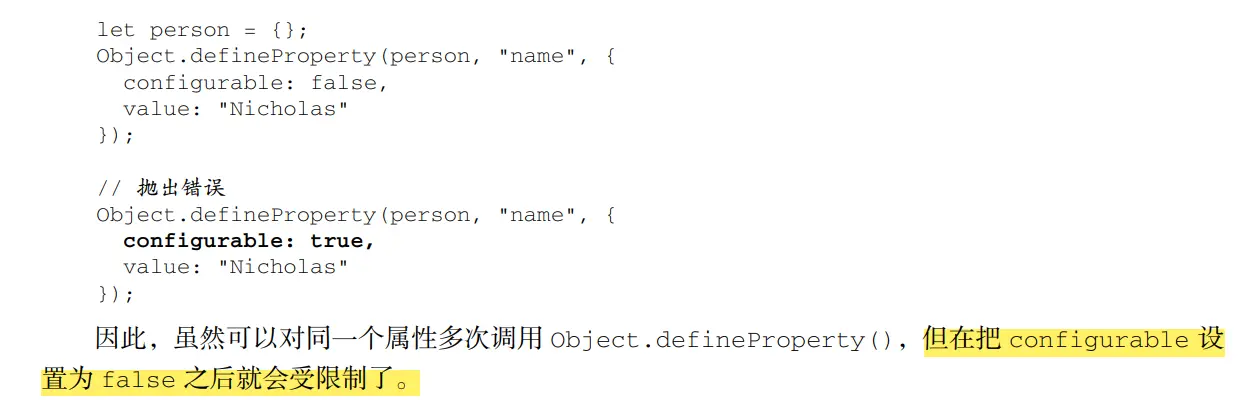 let person = {};
Object.defineProperty(person, "name", {
  configurable: false,
  value: "Nicholas"
});
// 抛出错误
Object.defineProperty(person, "name", {
  configurable: true,
  value: "Nicholas"
});
因此，虽然可以对同一个属性多次调用 Object.defineProperty()，但在把 configurable 设
置为 false 之后就会受限制了。